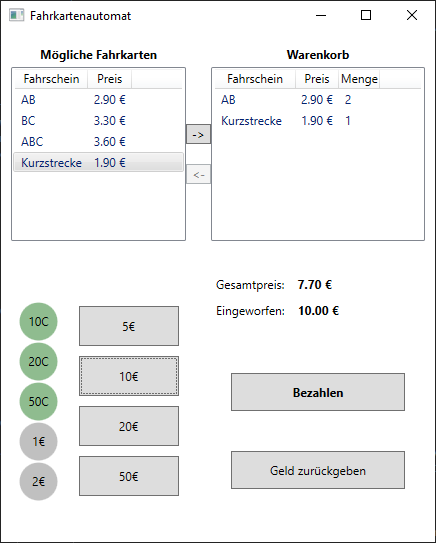 Fahrkartenautomat
Mögliche Fahrkarten
Fahrschein Preis
AB 2.90 €
BC 3.30 €
ABC 3.60 €
Kurzstrecke 1.90 €
->
<-
Warenkorb
Fahrschein Preis Menge
AB 2.90 € 2
Kurzstrecke 1.90 € 1
Gesamtpreis: 7.70 €
Eingeworfen: 10.00 €
10C
20C
50C
1€
2€
5€
10€
20€
50€
Bezahlen
Geld zurückgeben